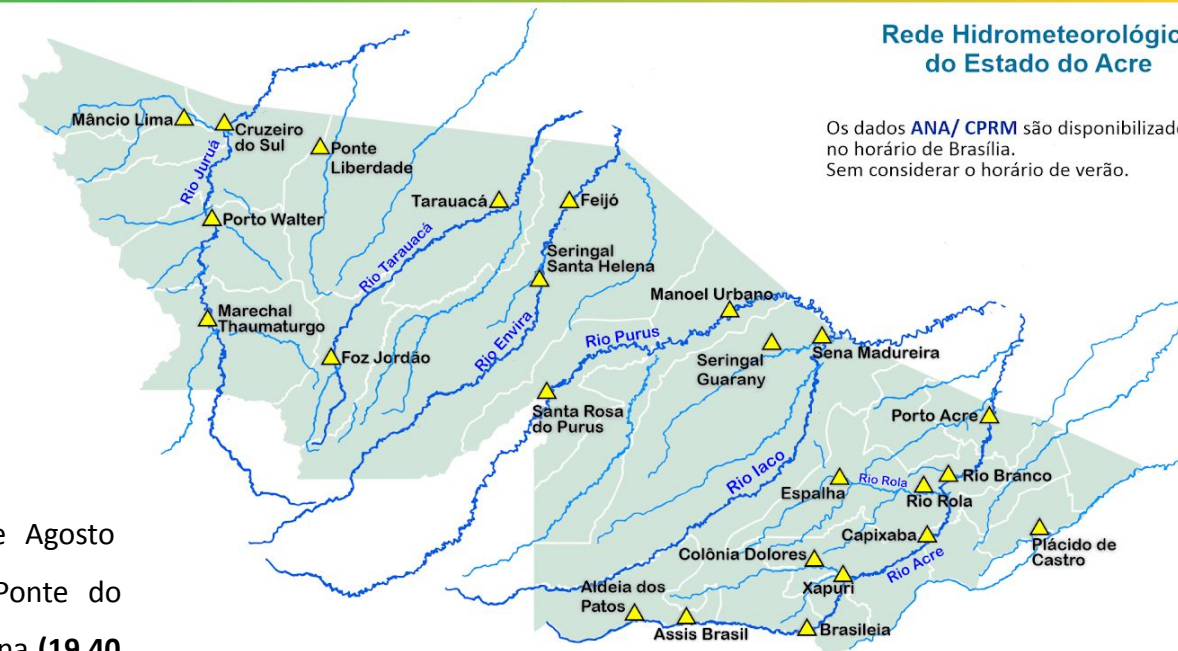 Rede Hidrometeorológic
do Estado do Acre
Os dados ANA/ CPRM são disponibilizad
no horário de Brasília.
Sem considerar o horário de verão.
Mâncio Lima
Cruzeiro
do Sul
Ponte
Liberdade
Rio Juruá
Tarauacá
Feijó
Porto Walter
Rio Tarauacá
Seringal
Santa Helena
Manoel Urbano
Marechal
Thaumaturgo
Rio Envira
Rio Purus
Foz Jordão
Seringal
Guarany
Sena Madureira
Santa Rosa
do Purus
Porto Acre
Rio Iaco
Espalha
Rio Rola
Rio Branco
Rio Rola
e Agosto
Capixaba
Plácido de
Castro
Colônia Dolores
Rio Acre
Ponte do
Xapuri
Aldeia dos
Patos
Assis Brasil
Brasileia
na (19,40